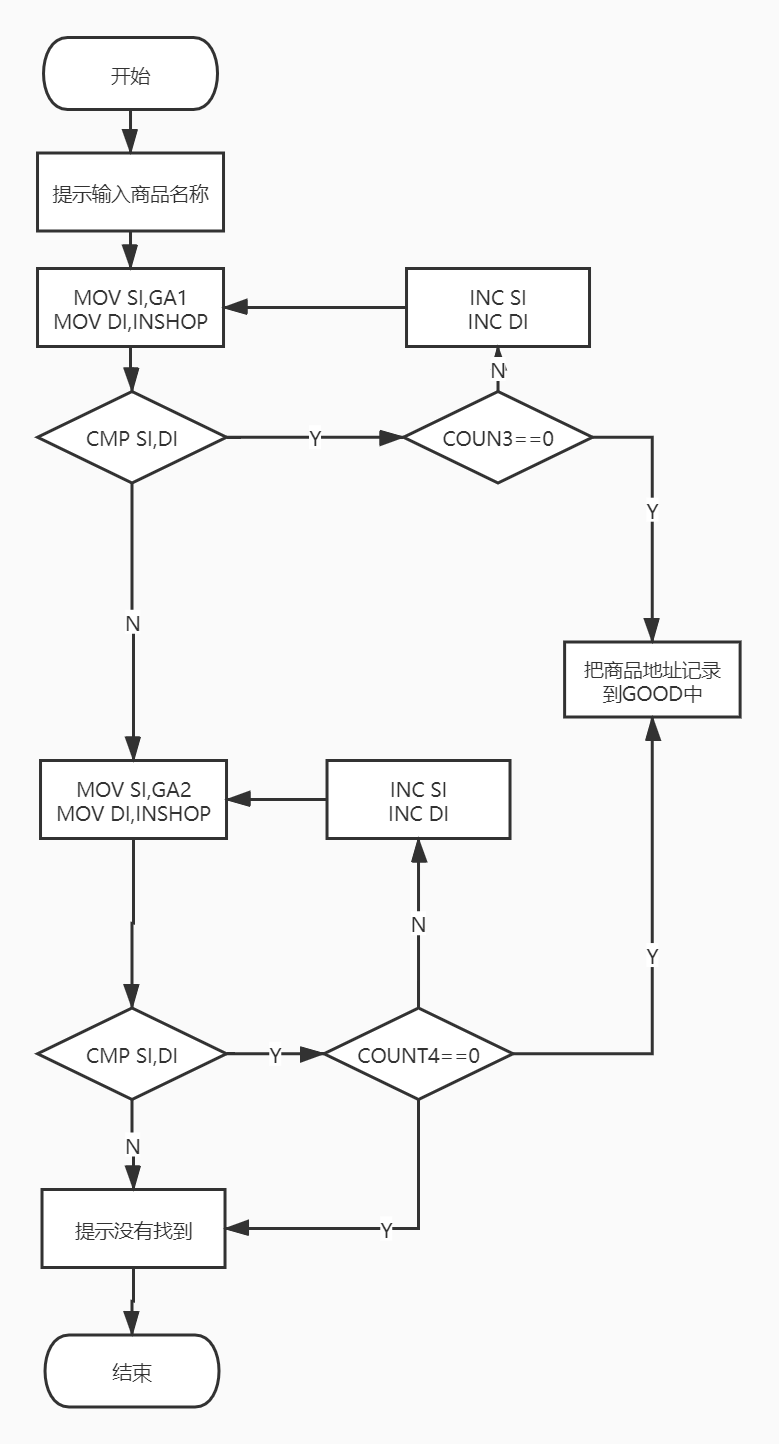 开始
提示输入商品名称
MOV SI,GA1
MOV DI,INSHOP
INC SI
INC DI
N
CMP SI,DI
Y
COUN3==0
Y
N
把商品地址记录
到GOOD中
MOV SI,GA2
MOV DI,INSHOP
INC SI
INC DI
N
Y
CMP SI,DI
Y
COUNT4==0
N
提示没有找到
Y
结束